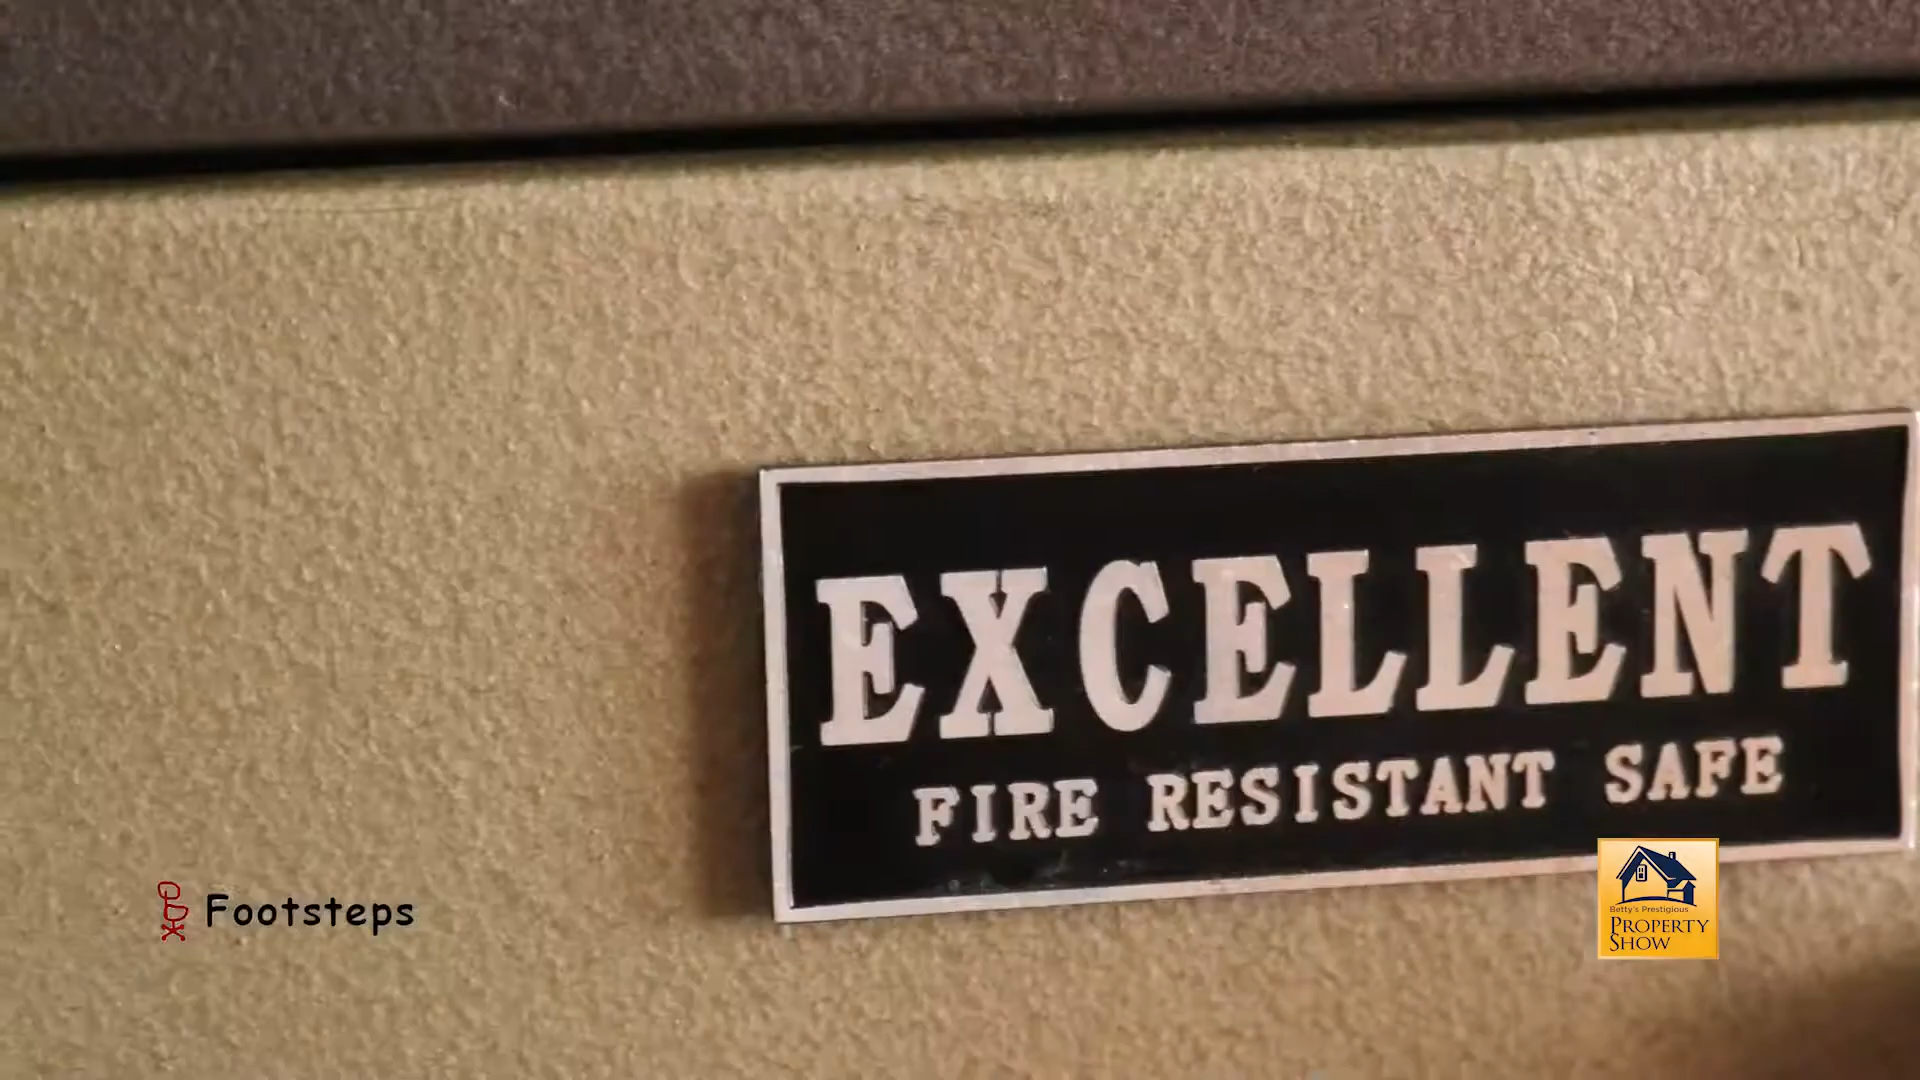 EXCELLENT
FIRE RESISTANT SAFE
Footsteps
Betty's Prestigious
PROPERTY
SHOW